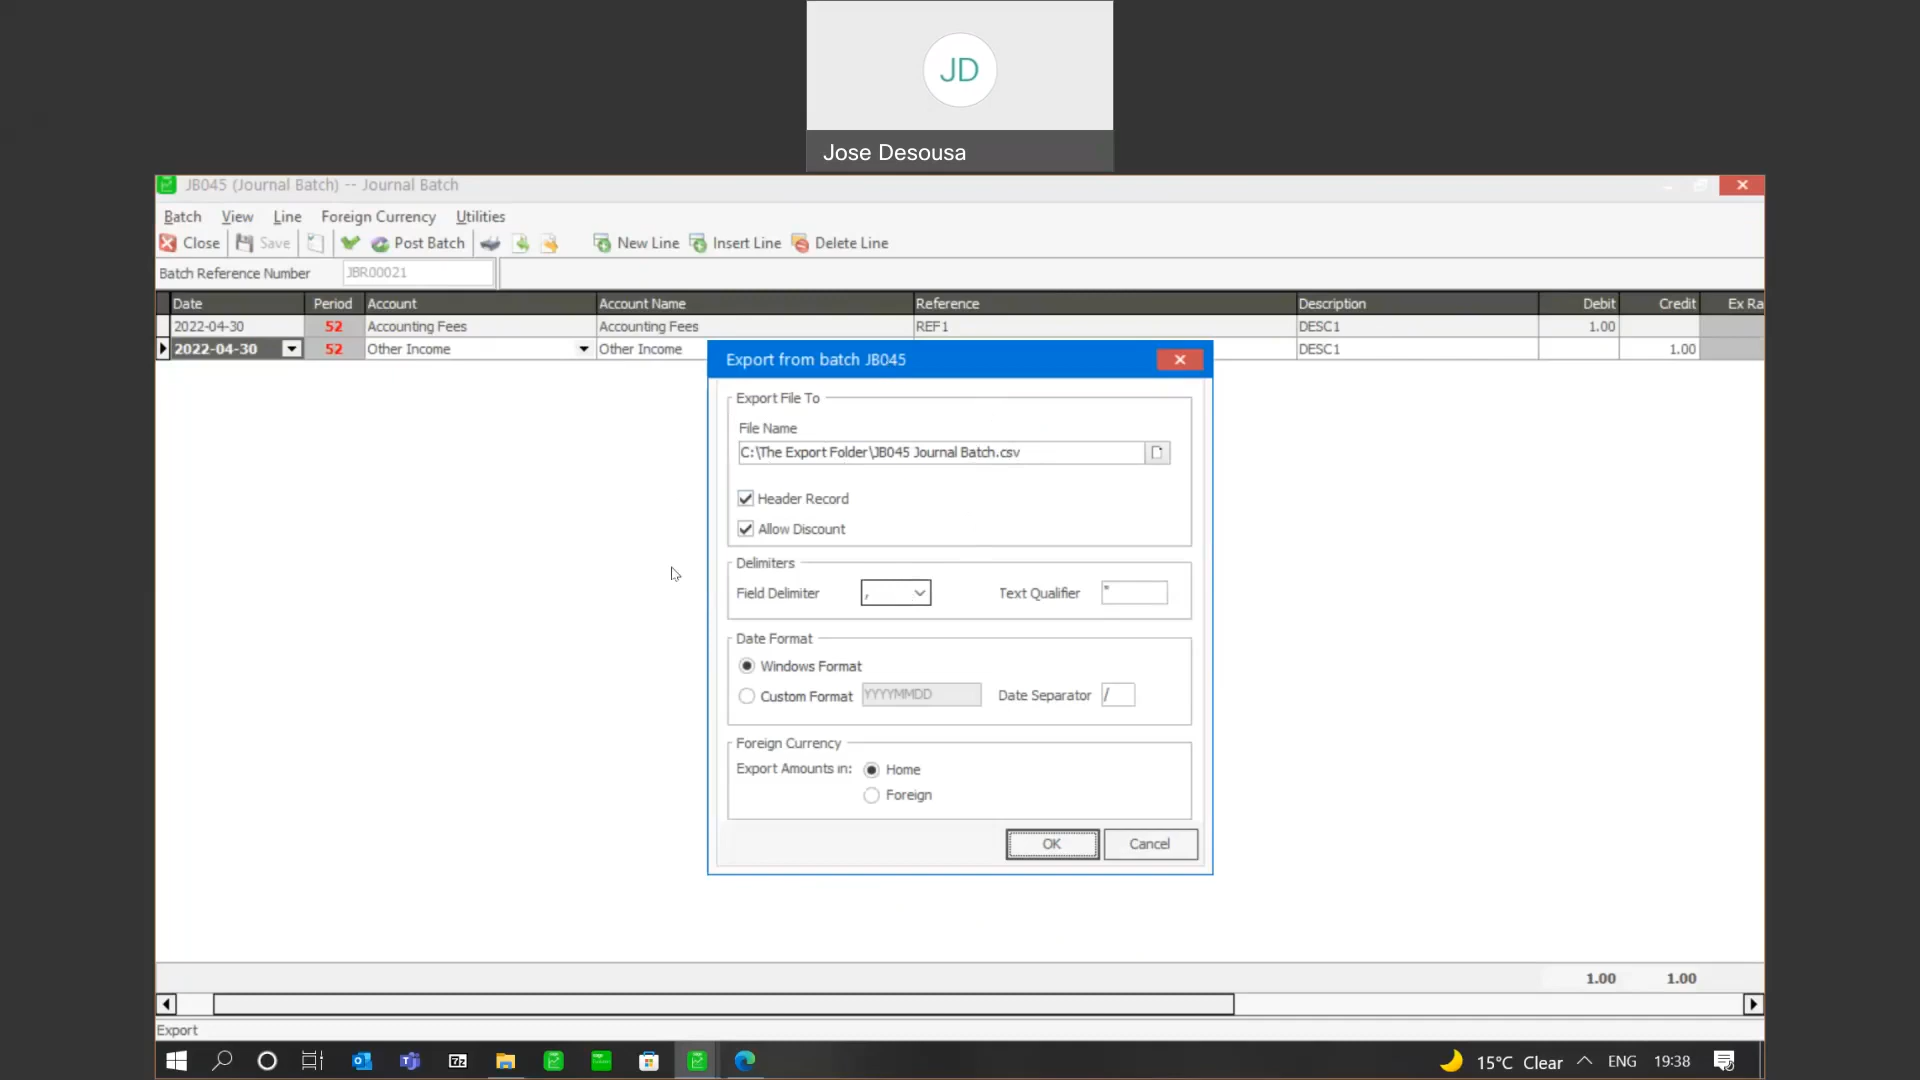 JD
Jose Desousa
JB045 (Journal Batch) -- Journal Batch
Batch View Line Foreign Currency Utilities
Close Save Post Batch New Line Insert Line Delete Line
Batch Reference Number JBR00021
Date Period Account Account Name Reference Description Debit Credit Ex Ra
2022-04-30 52 Accounting Fees Accounting Fees REF1 DESC1 1.00
2022-04-30 52 Other Income Other Income DESC1 1.00
Export from batch JB045
Export File To
File Name
C:\The Export Folder\JB045 Journal Batch.csv
Header Record
Allow Discount
Delimiters
Field Delimiter , Text Qualifier "
Date Format
Windows Format
Custom Format YYYYMMDD Date Separator /
Foreign Currency
Export Amounts in: Home
Foreign
OK Cancel
1.00 1.00
Export
7z 15°C Clear ENG 19:38